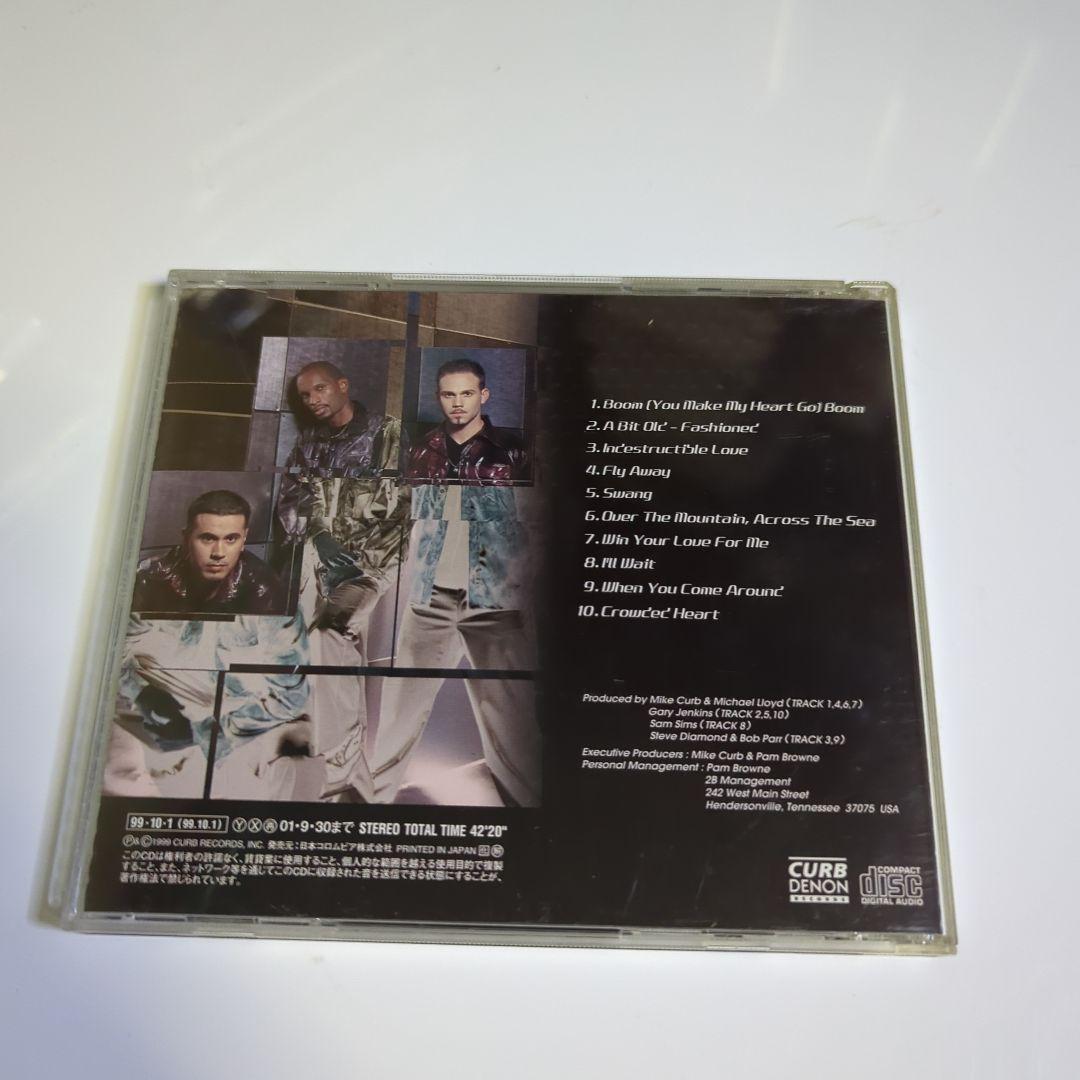 1. Boom (You Make My Heart Go) Boom
2. A Bit Old - Fashioned
3. Indestructible Love
4. Fly Away
5. Swang
6. Over The Mountain, Across The Sea
7. Win Your Love For Me
8. I'll Wait
9. When You Come Around
10. Crowded Heart
Produced by Mike Curb & Michael Lloyd (TRACK 1,4,6,7)
Gary Jenkins (TRACK 2,5,10)
Sam Sims (TRACK 8)
Steve Diamond & Bob Parr (TRACK 3,9)
Executive Producers : Mike Curb & Pam Browne
Personal Management : Pam Browne
2B Management
242 West Main Street
Hendersonville, Tennessee 37075 USA
99・10・1 (99.10.1) Ⓨ Ⓧ ㊐ 01・9・30まで STEREO TOTAL TIME 42'20"
Ⓟ&©1999 CURB RECORDS, INC. 発売元:日本コロムビア株式会社 PRINTED IN JAPAN
このCDは権利者の許諾なく、賃貸業に使用すること、個人的な範囲を越える使用目的で複製
すること、また、ネットワーク等を通じてこのCDに収録された音を送信できる状態にすることが、
著作権法で禁じられています。
CURB
DENON
RECORDS
COMPACT
disc
DIGITAL AUDIO